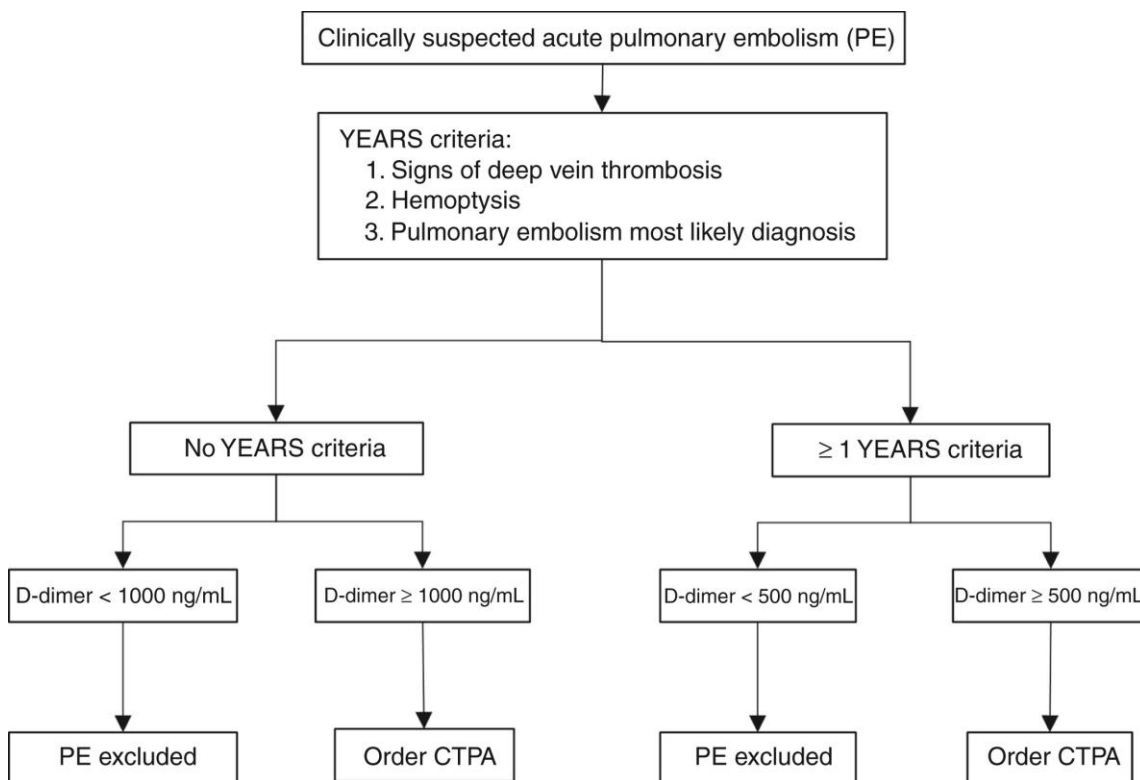 Clinically suspected acute pulmonary embolism (PE)
YEARS criteria:
1. Signs of deep vein thrombosis
2. Hemoptysis
3. Pulmonary embolism most likely diagnosis
No YEARS criteria
≥ 1 YEARS criteria
D-dimer < 1000 ng/mL
D-dimer ≥ 1000 ng/mL
D-dimer < 500 ng/mL
D-dimer ≥ 500 ng/mL
PE excluded
Order CTPA
PE excluded
Order CTPA